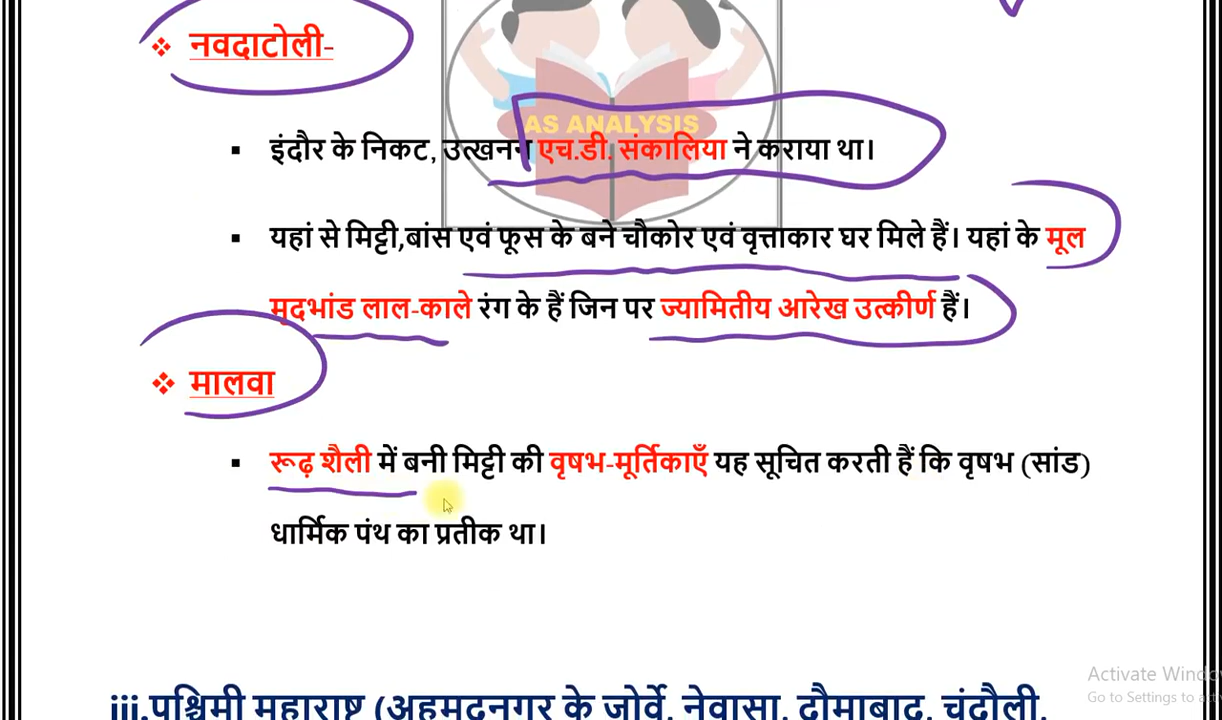 ❖ नवदाटोली-
AS ANALYSIS
▪ इंदौर के निकट, उत्खनन एच.डी. संकालिया ने कराया था।
▪ यहां से मिट्टी,बांस एवं फूस के बने चौकोर एवं वृत्ताकार घर मिले हैं। यहां के मूल
मृदभांड लाल-काले रंग के हैं जिन पर ज्यामितीय आरेख उत्कीर्ण हैं।
❖ मालवा
▪ रूढ़ शैली में बनी मिट्टी की वृषभ-मूर्तिकाएँ यह सूचित करती हैं कि वृषभ (सांड)
धार्मिक पंथ का प्रतीक था।
Activate Windo
Go to Settings to
iii.पश्चिमी महाराष्ट्र (अहमदनगर के जोर्वे, नेवासा, दौमाबाद, चंदौली,